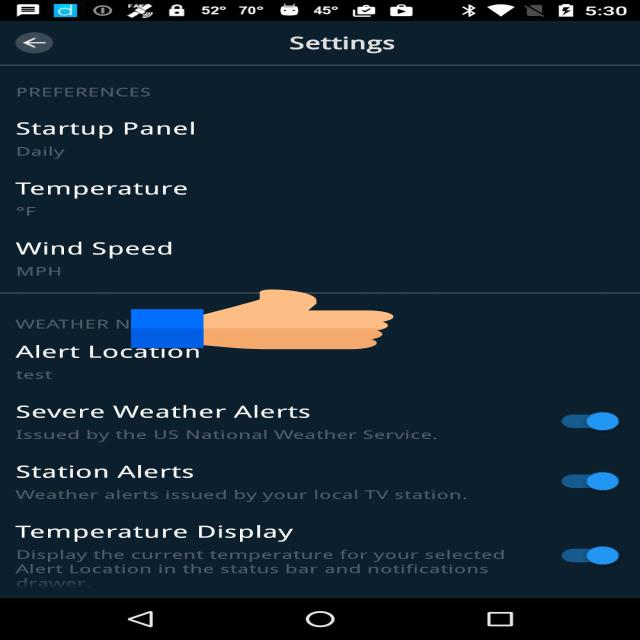 52° 70° 45° 5:30
Settings
PREFERENCES
Startup Panel
Daily
Temperature
°F
Wind Speed
MPH
WEATHER N
Alert Location
test
Severe Weather Alerts
Issued by the US National Weather Service.
Station Alerts
Weather alerts issued by your local TV station.
Temperature Display
Display the current temperature for your selected
Alert Location in the status bar and notifications
drawer.